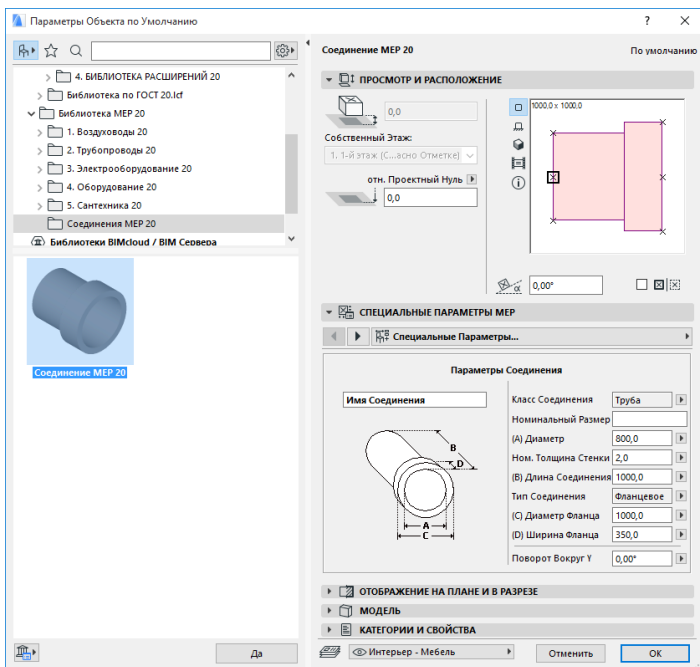 Параметры Объекта по Умолчанию
? ×
4. БИБЛИОТЕКА РАСШИРЕНИЙ 20
Библиотека по ГОСТ 20.lcf
Библиотека MEP 20
1. Воздуховоды 20
2. Трубопроводы 20
3. Электрооборудование 20
4. Оборудование 20
5. Сантехника 20
Соединения MEP 20
Библиотеки BIMcloud / BIM Сервера
Соединение MEP 20
Да
Соединение MEP 20
По умолчанию
ПРОСМОТР И РАСПОЛОЖЕНИЕ
0,0
Собственный Этаж:
1. 1-й этаж (С...асно Отметке)
отн. Проектный Нуль
0,0
1000,0 x 1000,0
α
0,00°
СПЕЦИАЛЬНЫЕ ПАРАМЕТРЫ MEP
Специальные Параметры...
Параметры Соединения
Имя Соединения
B
D
A
C
Класс Соединения Труба
Номинальный Размер
(A) Диаметр 800,0
Ном. Толщина Стенки 2,0
(B) Длина Соединения 1000,0
Тип Соединения Фланцевое
(C) Диаметр Фланца 1000,0
(D) Ширина Фланца 350,0
Поворот Вокруг Y 0,00°
ОТОБРАЖЕНИЕ НА ПЛАНЕ И В РАЗРЕЗЕ
МОДЕЛЬ
КАТЕГОРИИ И СВОЙСТВА
Интерьер - Мебель
Отменить
OK